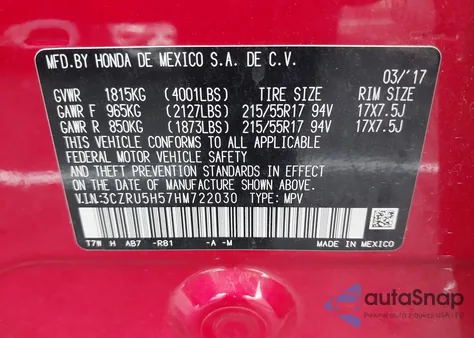 MFD.BY HONDA DE MEXICO S.A. DE C.V.
03/'17
GVWR 1815KG (4001LBS) TIRE SIZE RIM SIZE
GAWR F 965KG (2127LBS) 215/55R17 94V 17X7.5J
GAWR R 850KG (1873LBS) 215/55R17 94V 17X7.5J
THIS VEHICLE CONFORMS TO ALL APPLICABLE
FEDERAL MOTOR VEHICLE SAFETY
AND BUMPER STANDARDS IN EFFECT ON THE
DATE OF MANUFACTURE SHOWN ABOVE.
V.I.N:3CZRU5H57HM722030 TYPE: MPV
T7W H AB7 -R81 -A -M MADE IN MEXICO
autoSnap